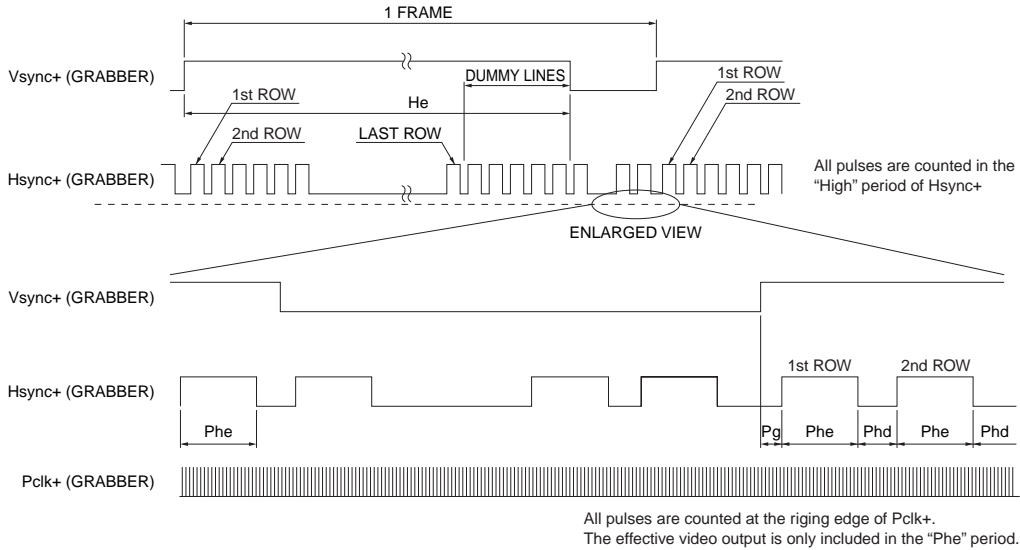 1 FRAME
Vsync+ (GRABBER)
DUMMY LINES
1st ROW
2nd ROW
He
1st ROW
2nd ROW
LAST ROW
Hsync+ (GRABBER)
All pulses are counted in the
“High” period of Hsync+
ENLARGED VIEW
Vsync+ (GRABBER)
1st ROW
2nd ROW
Hsync+ (GRABBER)
Phe
Pg
Phe
Phd
Phe
Phd
Pclk+ (GRABBER)
All pulses are counted at the riging edge of Pclk+.
The effective video output is only included in the “Phe” period.